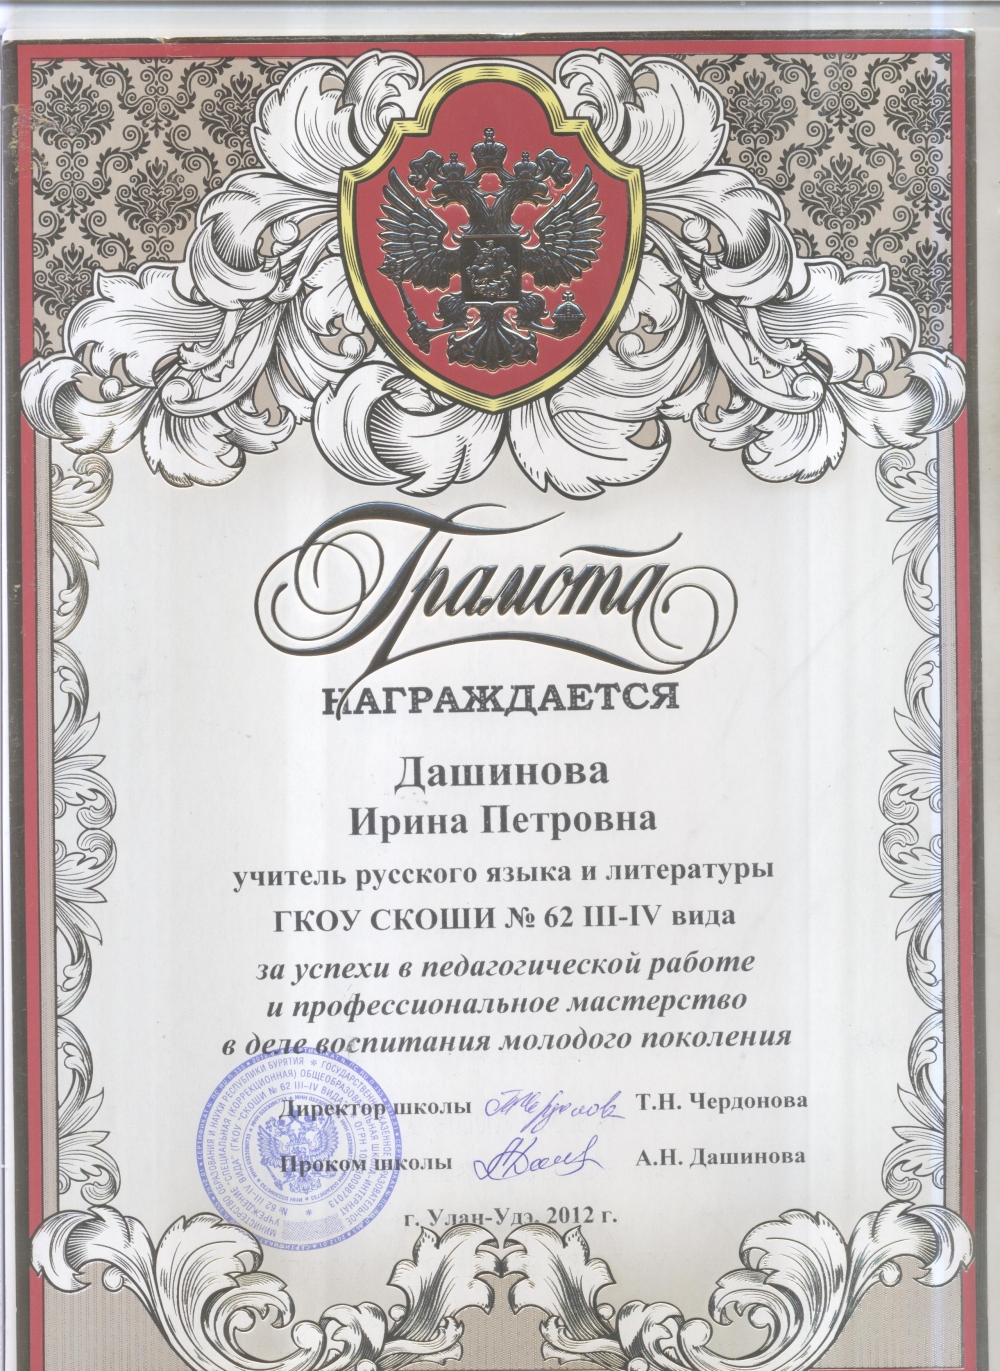 Грамота
НАГРАЖДАЕТСЯ
Дашинова
Ирина Петровна
учитель русского языка и литературы
ГКОУ СКОШИ № 62 III-IV вида
за успехи в педагогической работе
и профессиональное мастерство
в деле воспитания молодого поколения
Директор школы Т.Н. Чердонова
Проком школы А.Н. Дашинова
г. Улан-Удэ, 2012 г.